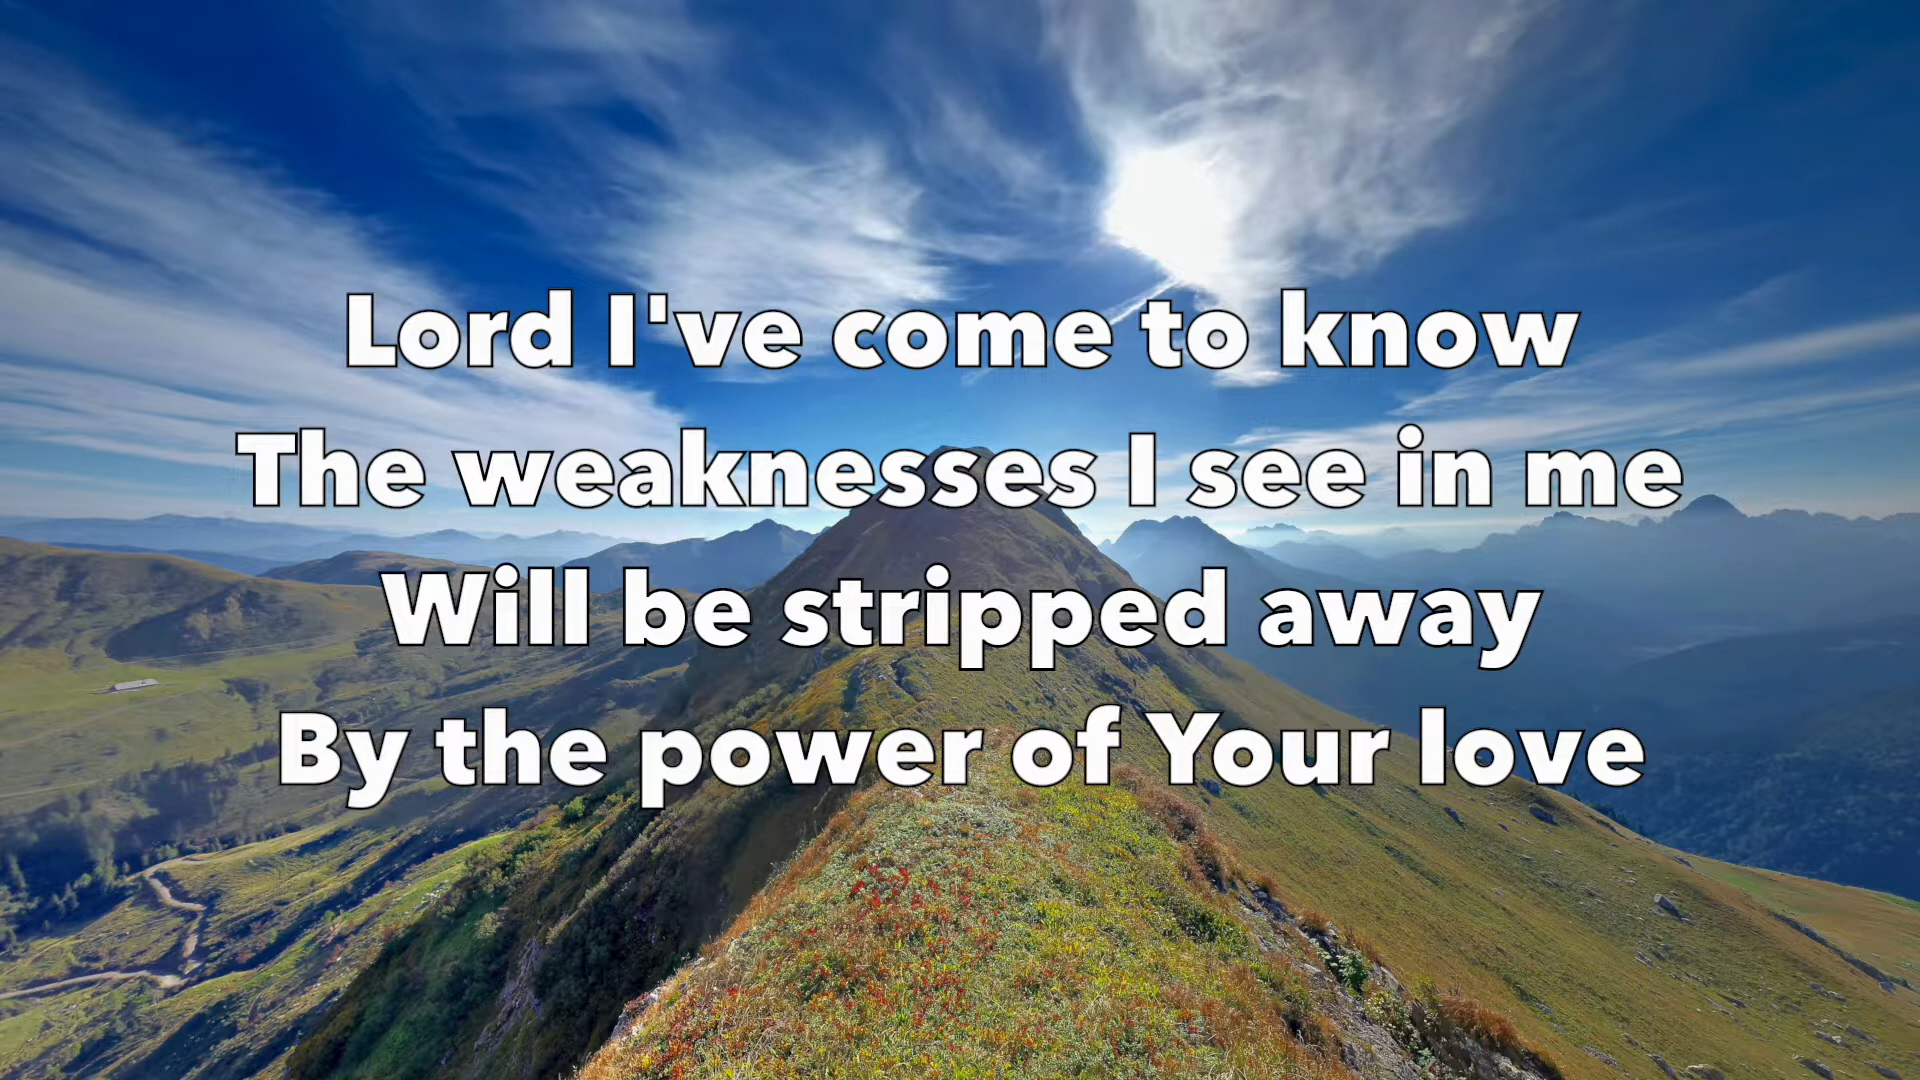 Lord I've come to know
The weaknesses I see in me
Will be stripped away
By the power of Your love